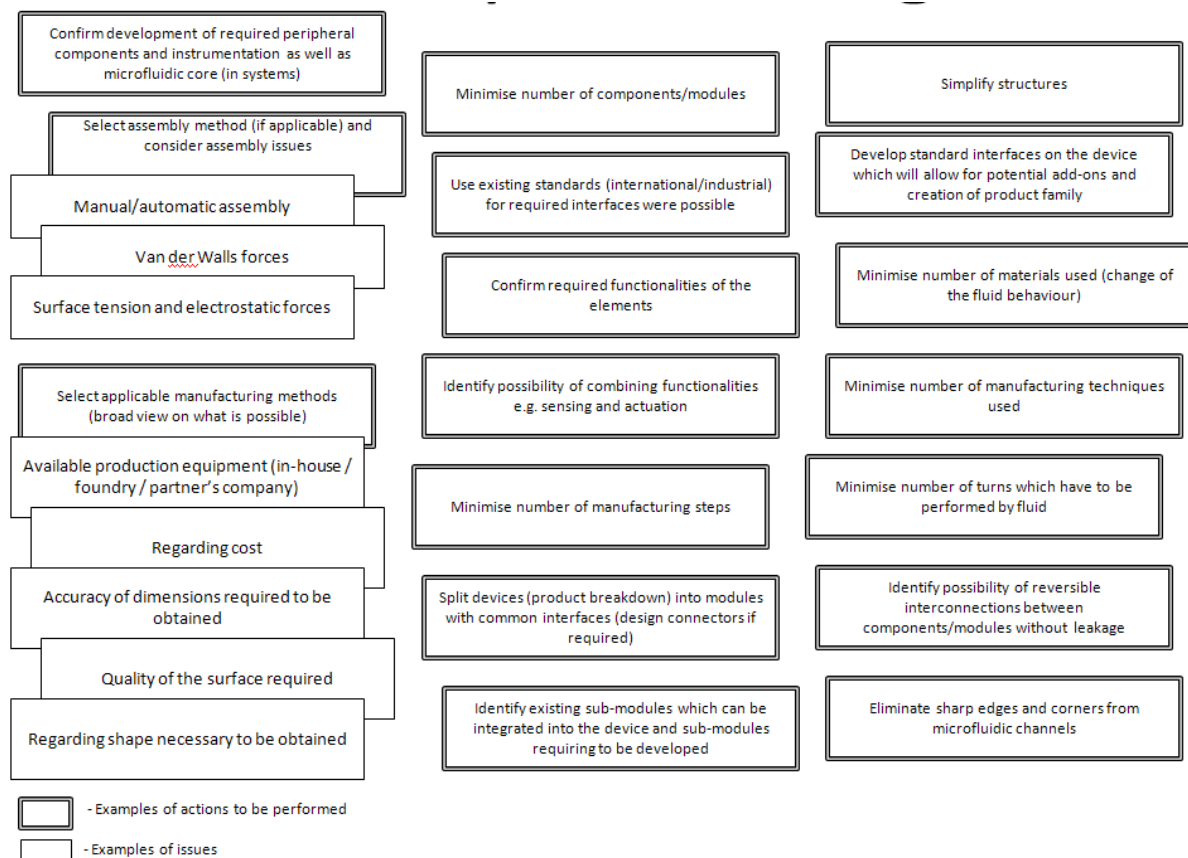 Confirm development of required peripheral
components and instrumentation as well as
microfluidic core (in systems)
Select assembly method (if applicable) and
consider assembly issues
Manual/automatic assembly
Van der Walls forces
Surface tension and electrostatic forces
Select applicable manufacturing methods
(broad view on what is possible)
Available production equipment (in-house /
foundry / partner's company)
Regarding cost
Accuracy of dimensions required to be
obtained
Quality of the surface required
Regarding shape necessary to be obtained
Minimise number of components/modules
Use existing standards (international/industrial)
for required interfaces were possible
Confirm required functionalities of the
elements
Identify possibility of combining functionalities
e.g. sensing and actuation
Minimise number of manufacturing steps
Split devices (product breakdown) into modules
with common interfaces (design connectors if
required)
Identify existing sub-modules which can be
integrated into the device and sub-modules
requiring to be developed
Simplify structures
Develop standard interfaces on the device
which will allow for potential add-ons and
creation of product family
Minimise number of materials used (change of
the fluid behaviour)
Minimise number of manufacturing techniques
used
Minimise number of turns which have to be
performed by fluid
Identify possibility of reversible
interconnections between
components/modules without leakage
Eliminate sharp edges and corners from
microfluidic channels
- Examples of actions to be performed
- Examples of issues